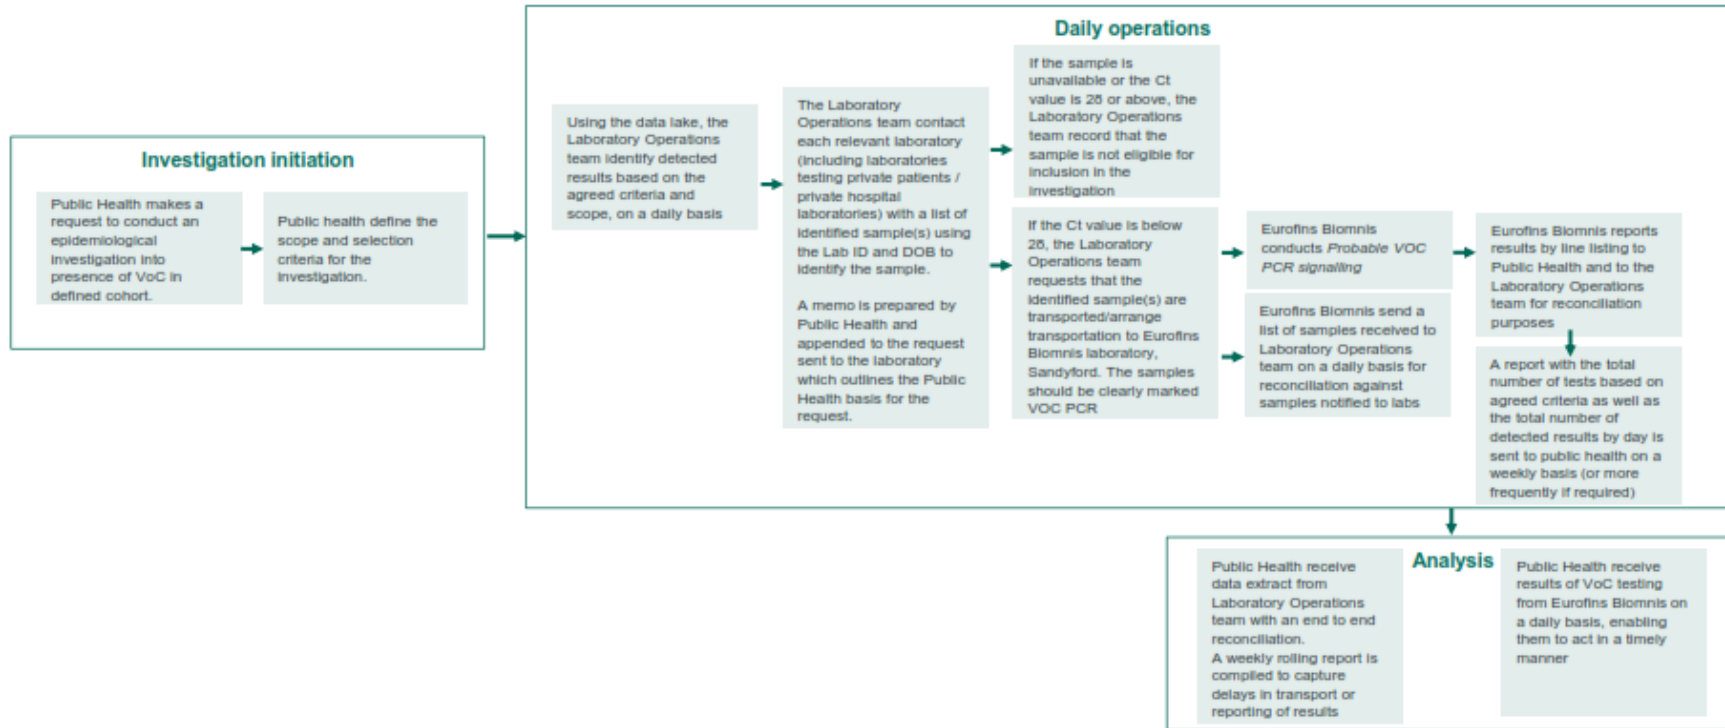 Investigation initiation
Public Health makes a
request to conduct an
epidemiological
investigation into
presence of VoC in
defined cohort.
Public health define the
scope and selection
criteria for the
investigation.
Daily operations
Using the data lake, the
Laboratory Operations
team identify detected
results based on the
agreed criteria and
scope, on a daily basis
The Laboratory
Operations team contact
each relevant laboratory
(including laboratories
testing private patients /
private hospital
laboratories) with a list of
identified sample(s) using
the Lab ID and DOB to
identify the sample.
A memo is prepared by
Public Health and
appended to the request
sent to the laboratory
which outlines the Public
Health basis for the
request.
If the sample is
unavailable or the Ct
value is 28 or above, the
Laboratory Operations
team record that the
sample is not eligible for
inclusion in the
investigation
If the Ct value is below
28, the Laboratory
Operations team
requests that the
identified sample(s) are
transported/arrange
transportation to Eurofins
Biomnis laboratory,
Sandyford. The samples
should be clearly marked
VOC PCR
Eurofins Biomnis
conducts Probable VOC
PCR signalling
Eurofins Biomnis send a
list of samples received to
Laboratory Operations
team on a daily basis for
reconciliation against
samples notified to labs
Eurofins Biomnis reports
results by line listing to
Public Health and to the
Laboratory Operations
team for reconciliation
purposes
A report with the total
number of tests based on
agreed criteria as well as
the total number of
detected results by day is
sent to public health on a
weekly basis (or more
frequently if required)
Analysis
Public Health receive
data extract from
Laboratory Operations
team with an end to end
reconciliation.
A weekly rolling report is
compiled to capture
delays in transport or
reporting of results
Public Health receive
results of VoC testing
from Eurofins Biomnis on
a daily basis, enabling
them to act in a timely
manner